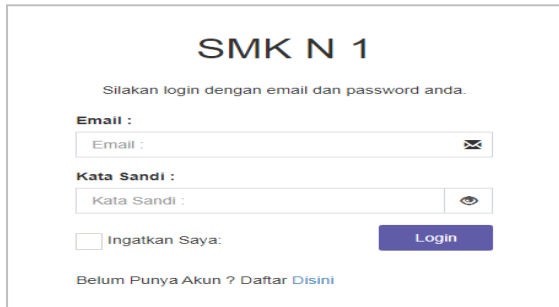 SMK N 1
Silakan login dengan email dan password anda.
Email :
Email :
Kata Sandi :
Kata Sandi :
Ingatkan Saya:
Login
Belum Punya Akun ? Daftar Disini